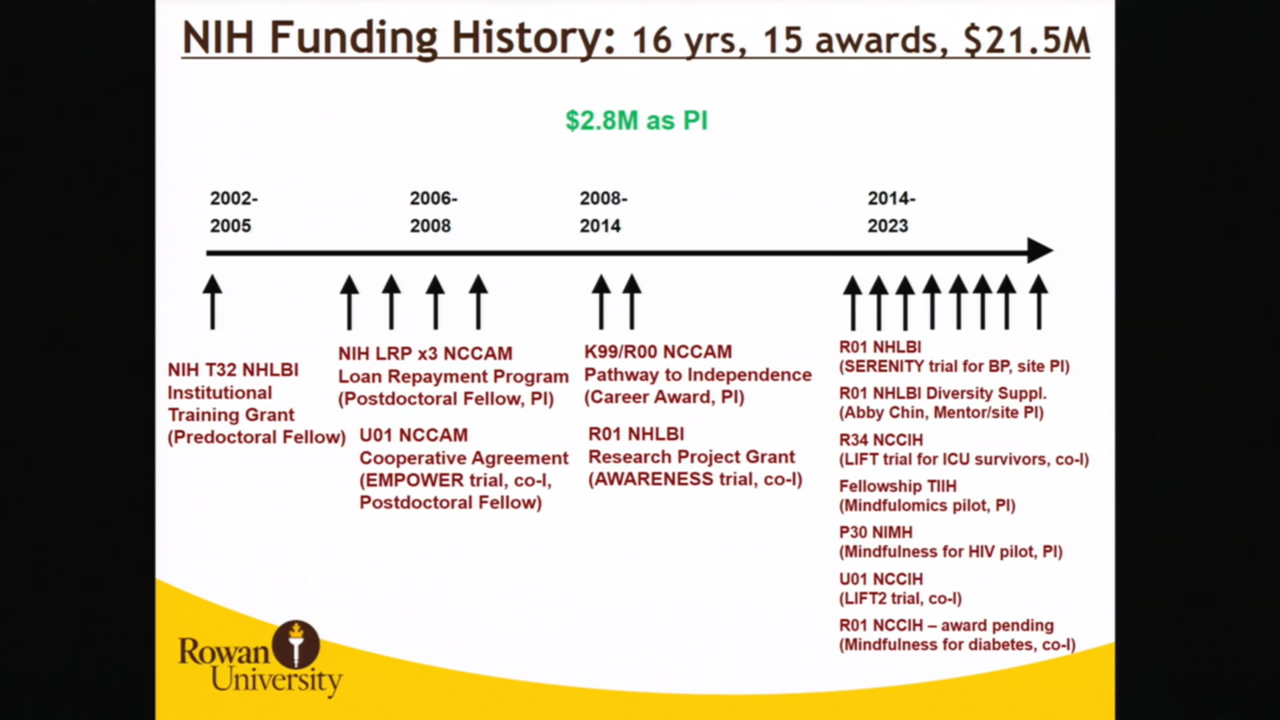 NIH Funding History: 16 yrs, 15 awards, $21.5M
$2.8M as PI
2002-
2005
2006-
2008
2008-
2014
2014-
2023
NIH T32 NHLBI
Institutional
Training Grant
(Predoctoral Fellow)
NIH LRP x3 NCCAM
Loan Repayment Program
(Postdoctoral Fellow, PI)
U01 NCCAM
Cooperative Agreement
(EMPOWER trial, co-I,
Postdoctoral Fellow)
K99/R00 NCCAM
Pathway to Independence
(Career Award, PI)
R01 NHLBI
Research Project Grant
(AWARENESS trial, co-I)
R01 NHLBI
(SERENITY trial for BP, site PI)
R01 NHLBI Diversity Suppl.
(Abby Chin, Mentor/site PI)
R34 NCCIH
(LIFT trial for ICU survivors, co-I)
Fellowship TIIH
(Mindfulomics pilot, PI)
P30 NIMH
(Mindfulness for HIV pilot, PI)
U01 NCCIH
(LIFT2 trial, co-I)
R01 NCCIH – award pending
(Mindfulness for diabetes, co-I)
Rowan
University